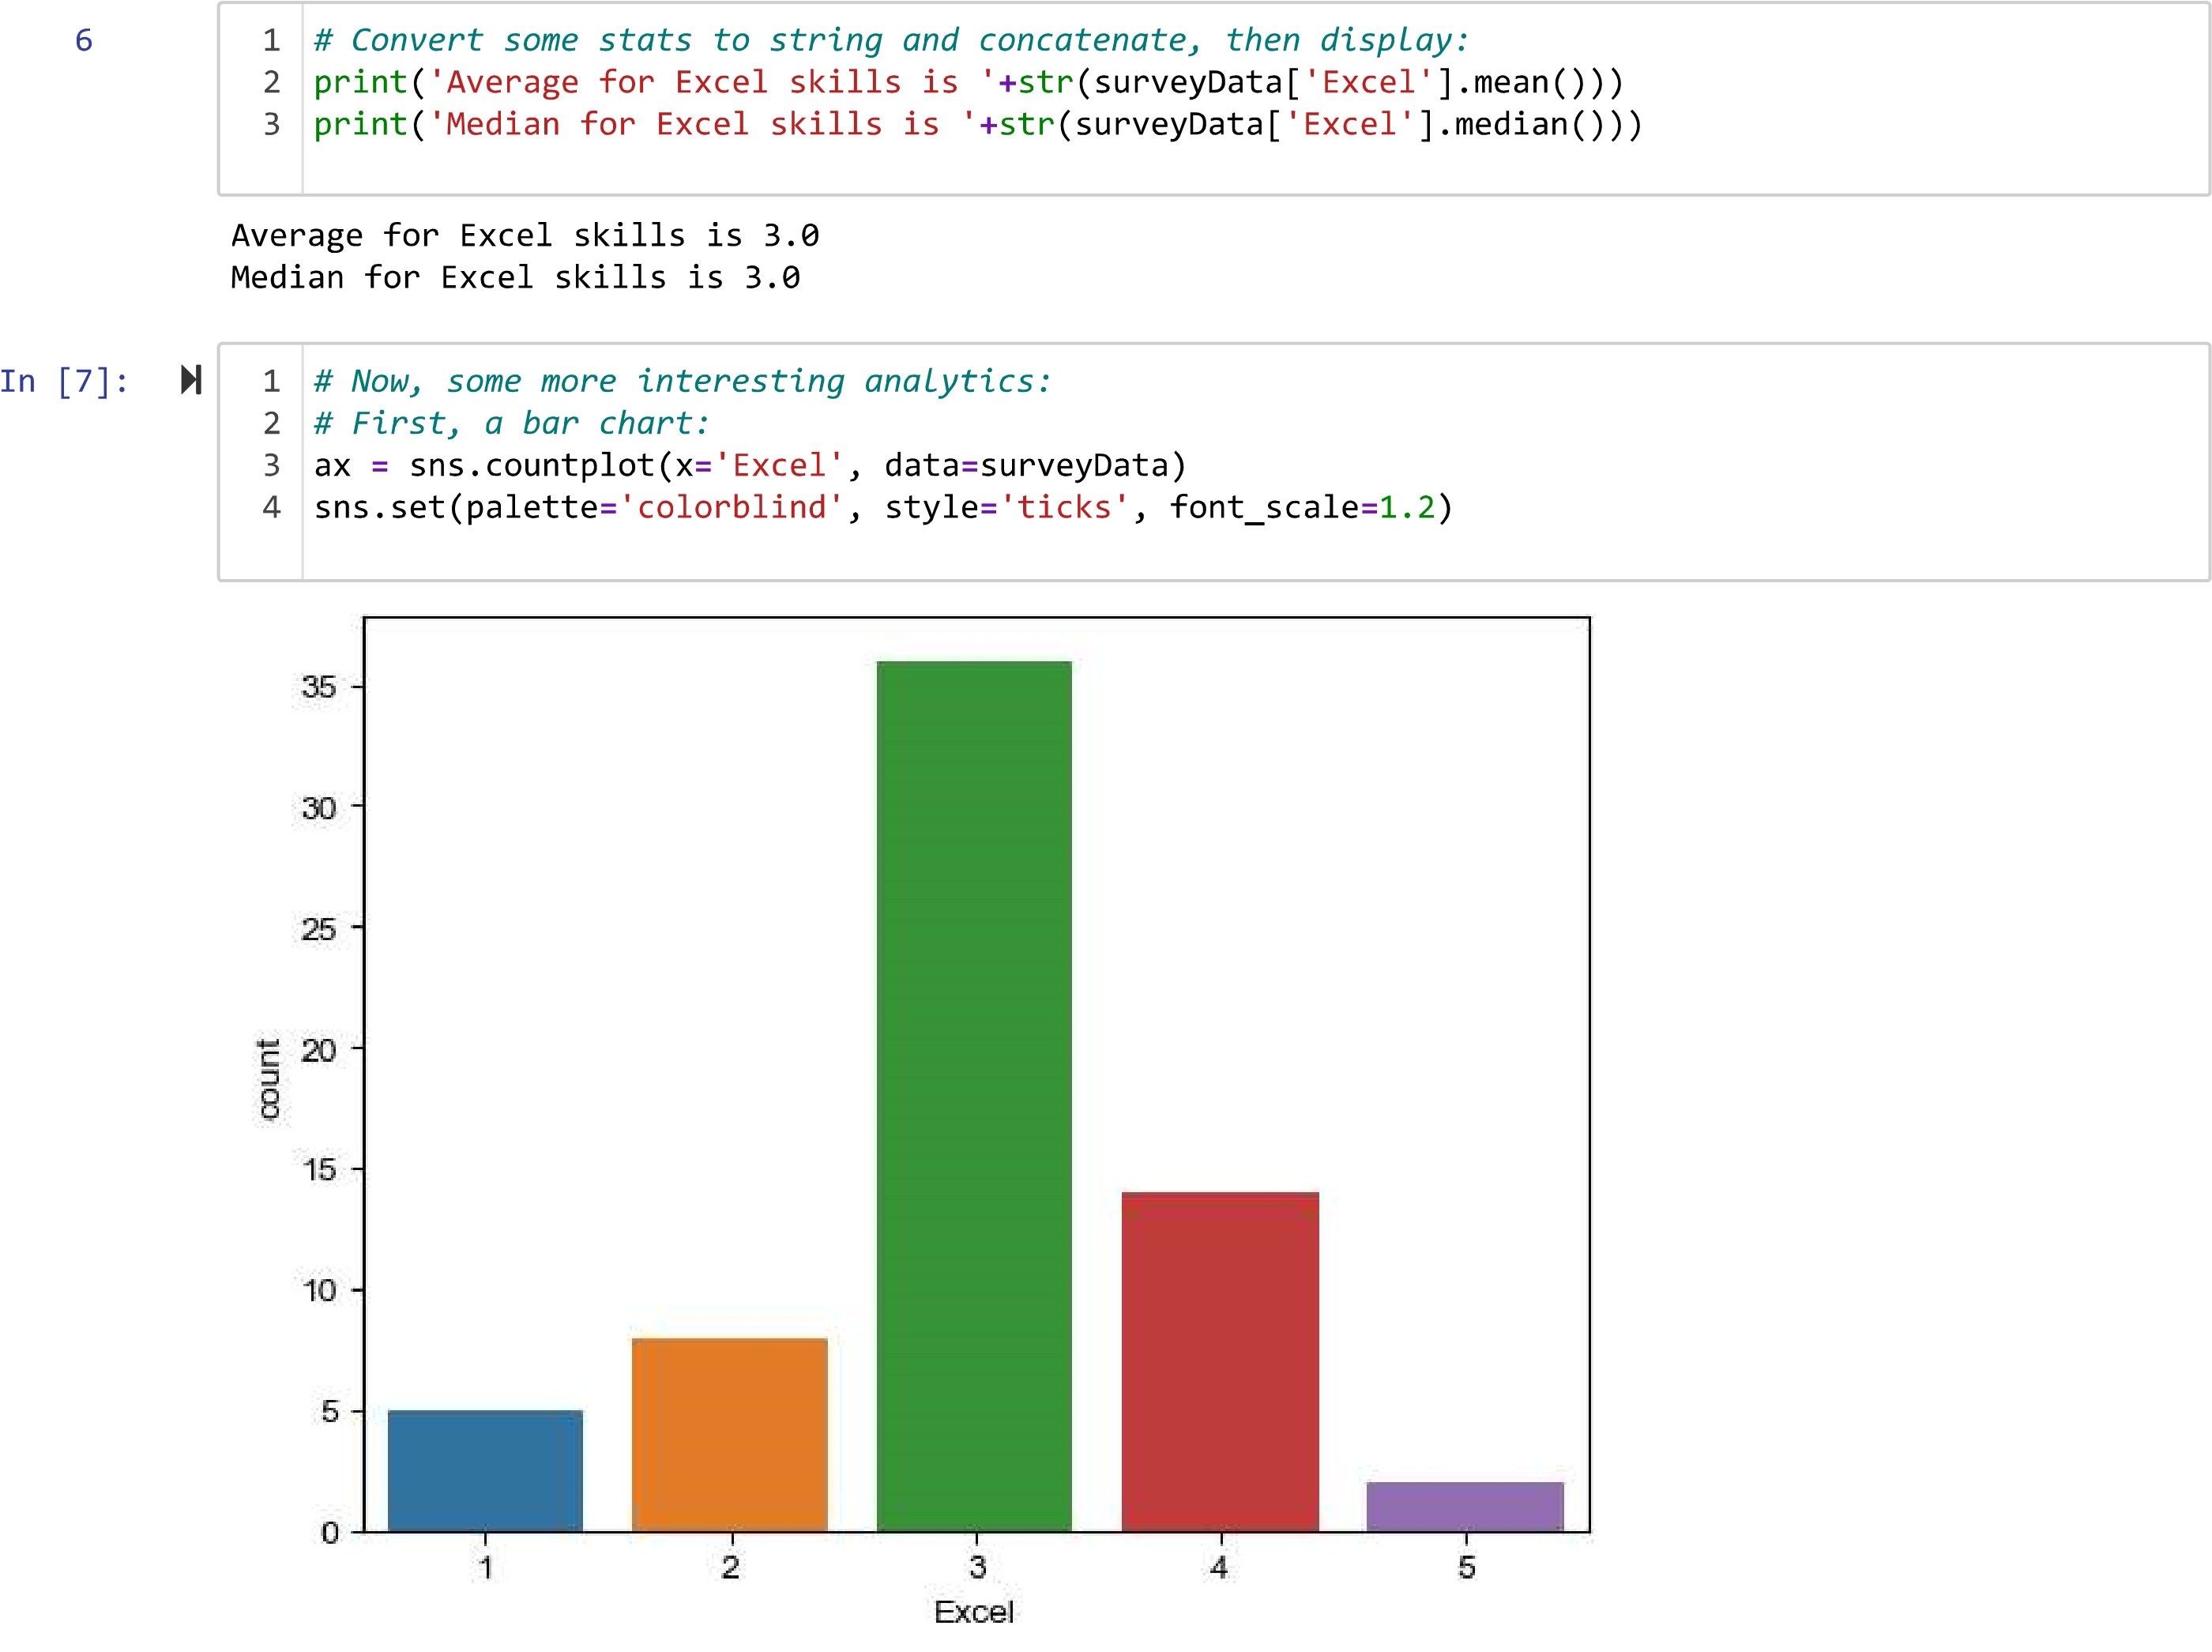 6
1 # Convert some stats to string and concatenate, then display:
2 print('Average for Excel skills is '+str(surveyData['Excel'].mean()))
3 print('Median for Excel skills is '+str(surveyData['Excel'].median()))
Average for Excel skills is 3.0
Median for Excel skills is 3.0
In [7]:
1 # Now, some more interesting analytics:
2 # First, a bar chart:
3 ax = sns.countplot(x='Excel', data=surveyData)
4 sns.set(palette='colorblind', style='ticks', font_scale=1.2)
35
30
25
20
15
10
5
0
count
1 2 3 4 5
Excel